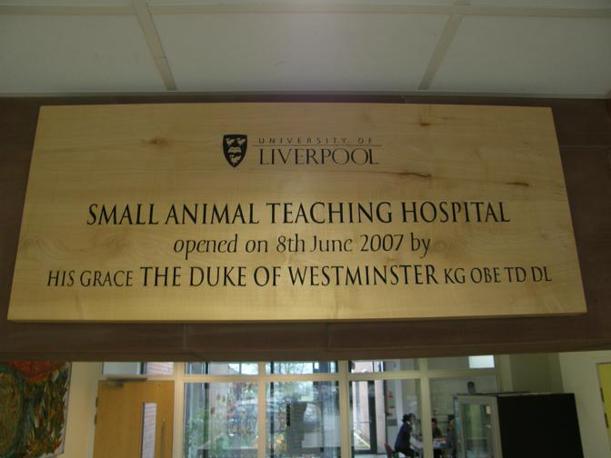 UNIVERSITY OF
LIVERPOOL
SMALL ANIMAL TEACHING HOSPITAL
opened on 8th June 2007 by
HIS GRACE THE DUKE OF WESTMINSTER KG OBE TD DL